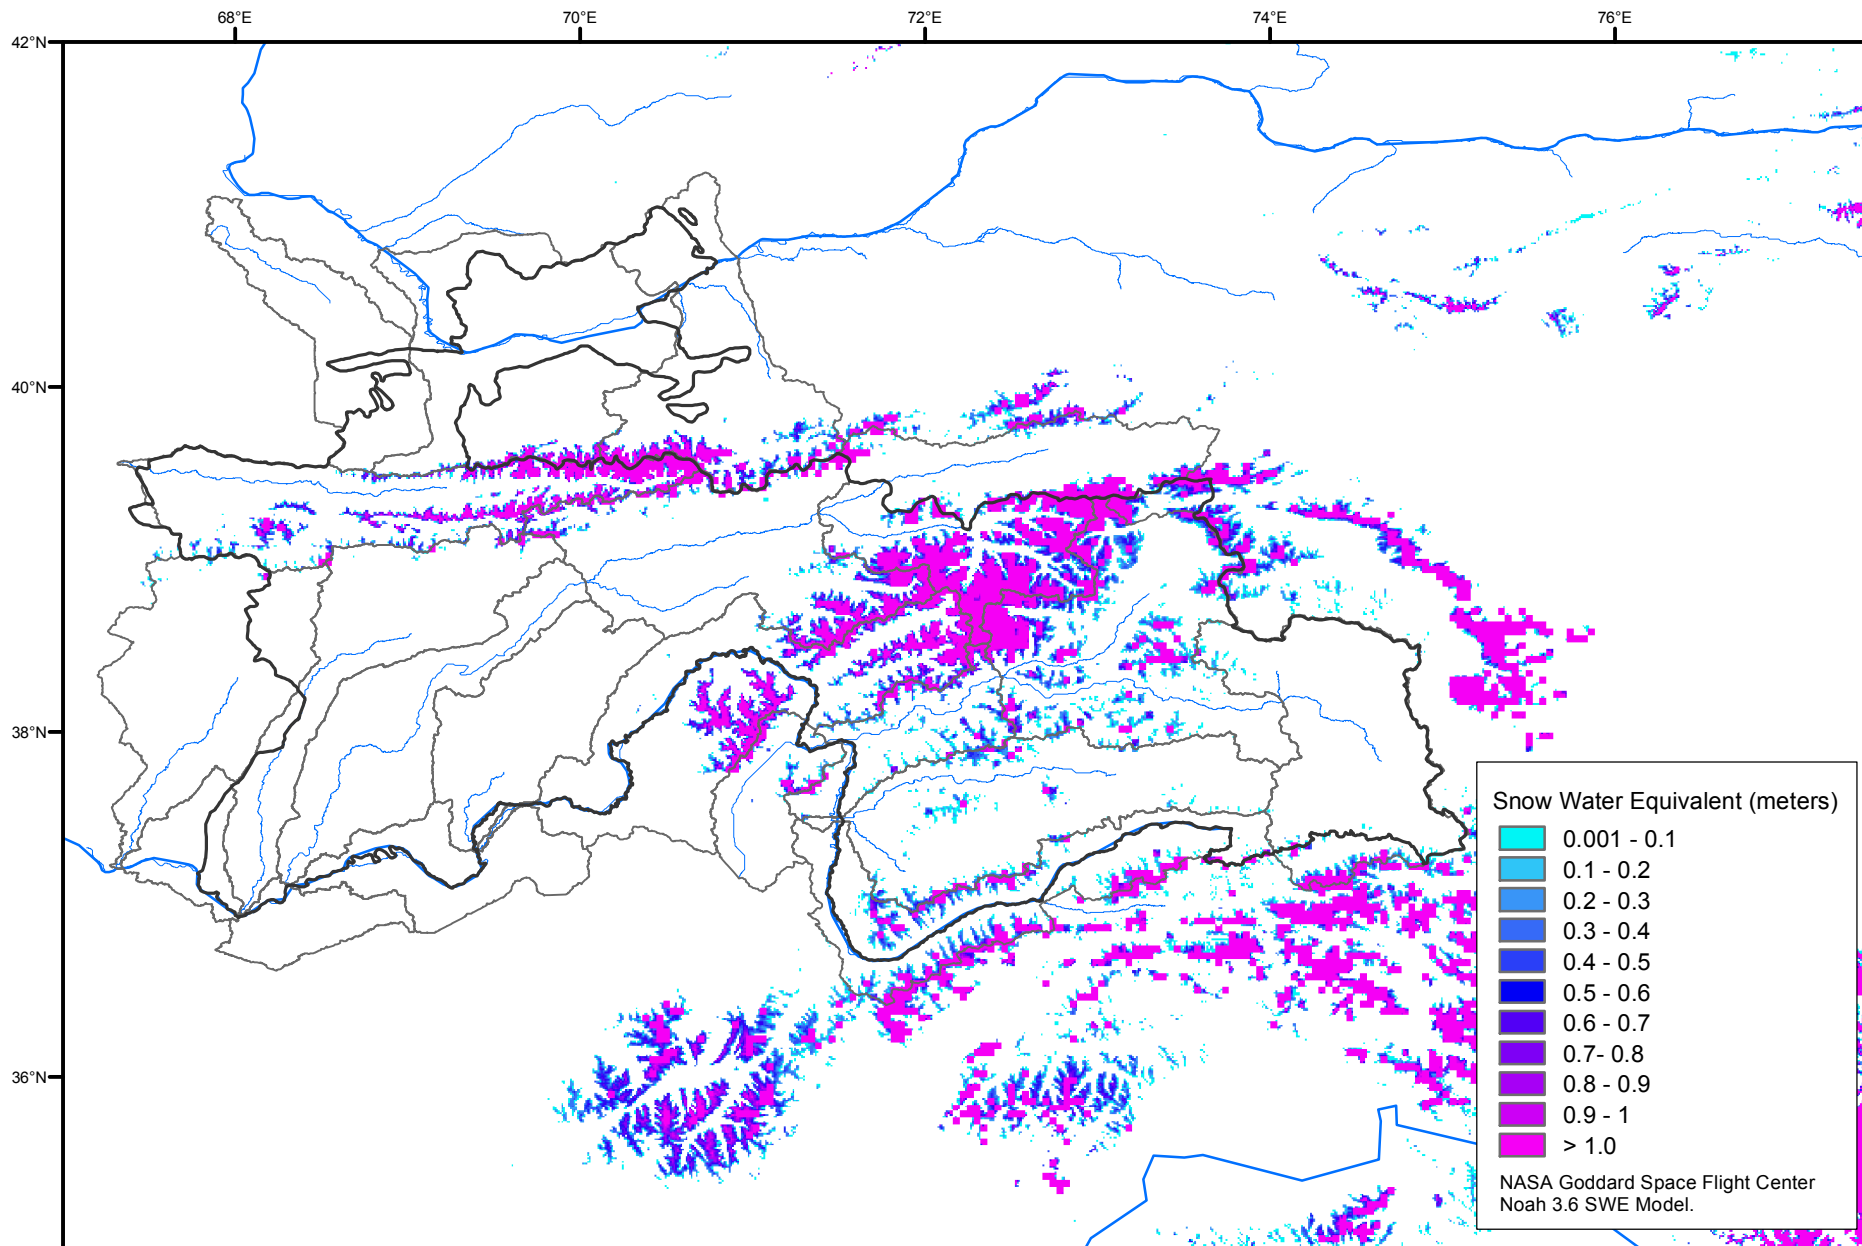 68°E 70°E 72°E 74°E 76°E
42°N
40°N
38°N
36°N
Snow Water Equivalent (meters)
0.001 - 0.1
0.1 - 0.2
0.2 - 0.3
0.3 - 0.4
0.4 - 0.5
0.5 - 0.6
0.6 - 0.7
0.7- 0.8
0.8 - 0.9
0.9 - 1
> 1.0
NASA Goddard Space Flight Center
Noah 3.6 SWE Model.